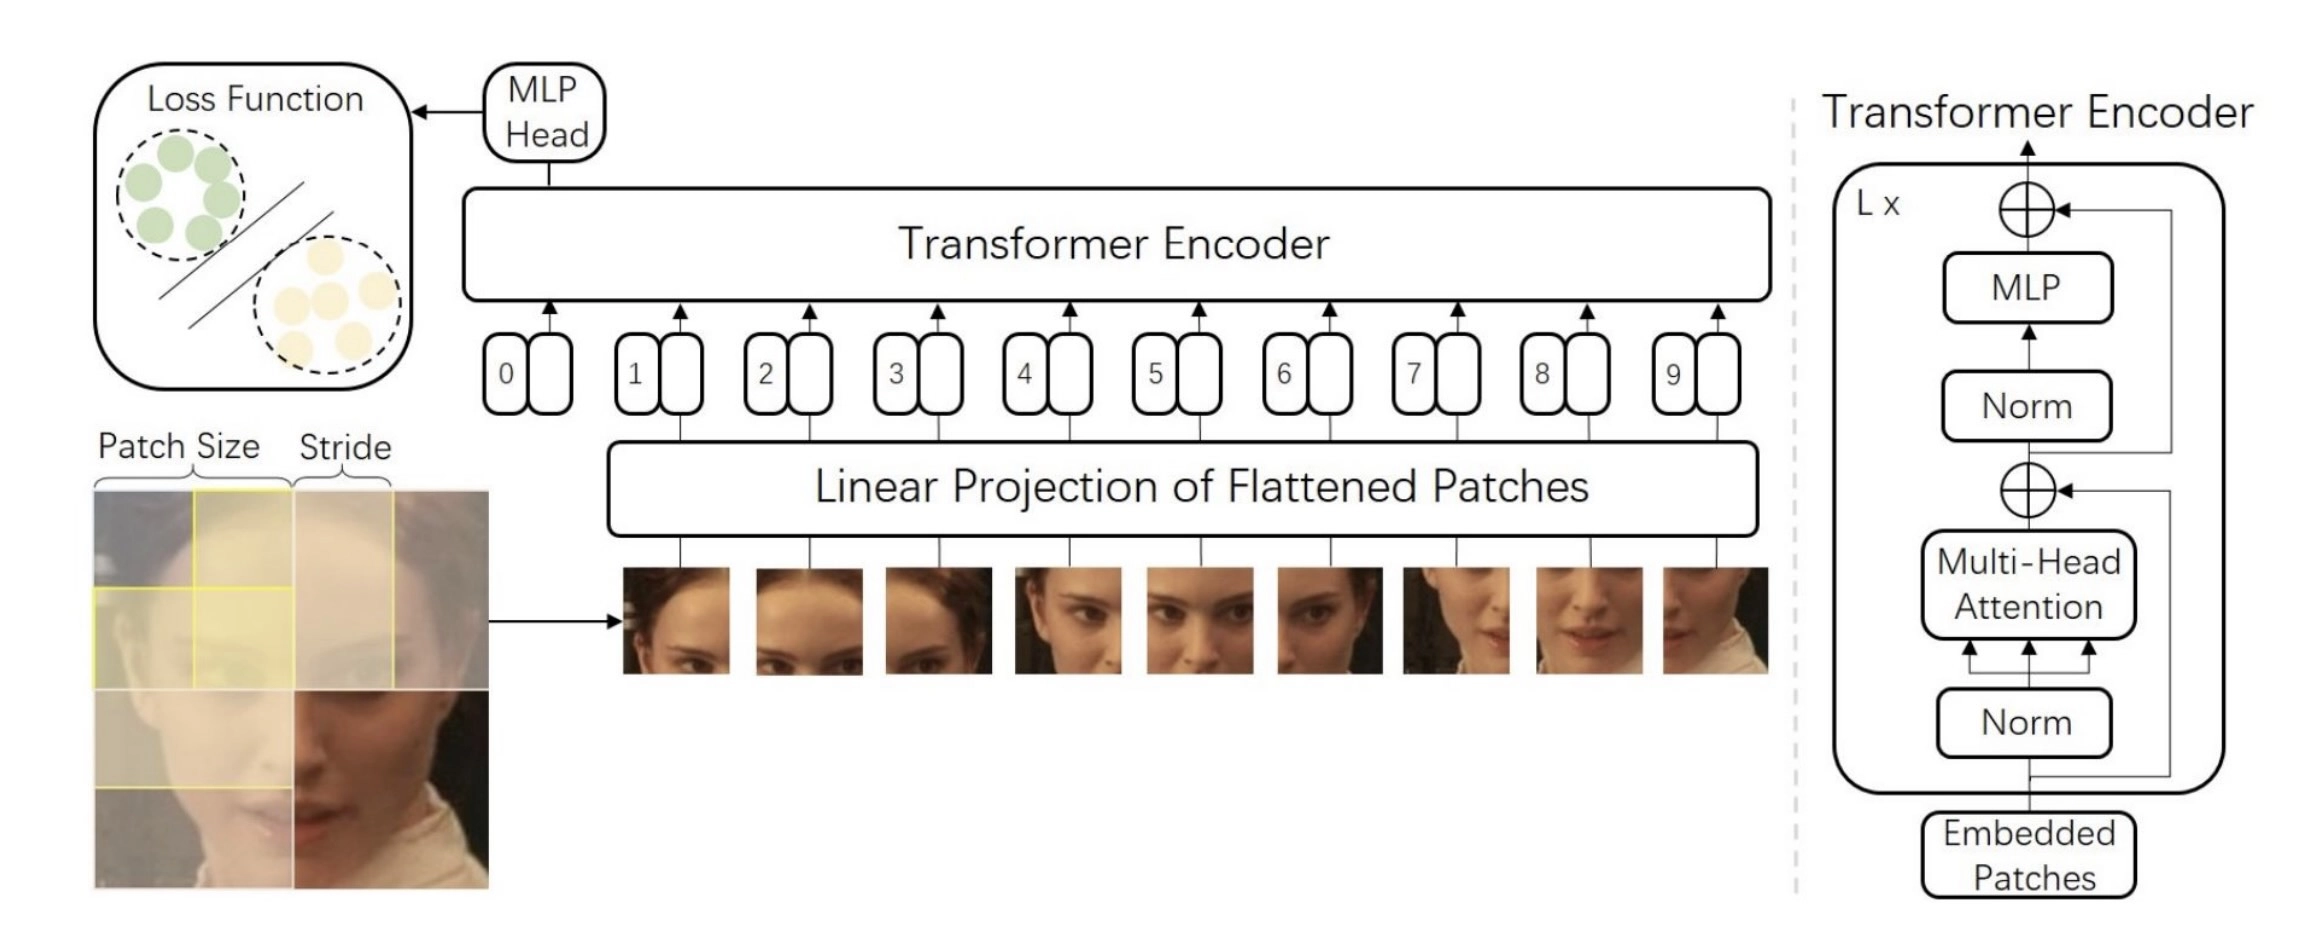 Loss Function
MLP
Head
Transformer Encoder
0 1 2 3 4 5 6 7 8 9
Linear Projection of Flattened Patches
Patch Size Stride
Transformer Encoder
L x
MLP
Norm
Multi-Head
Attention
Norm
Embedded
Patches